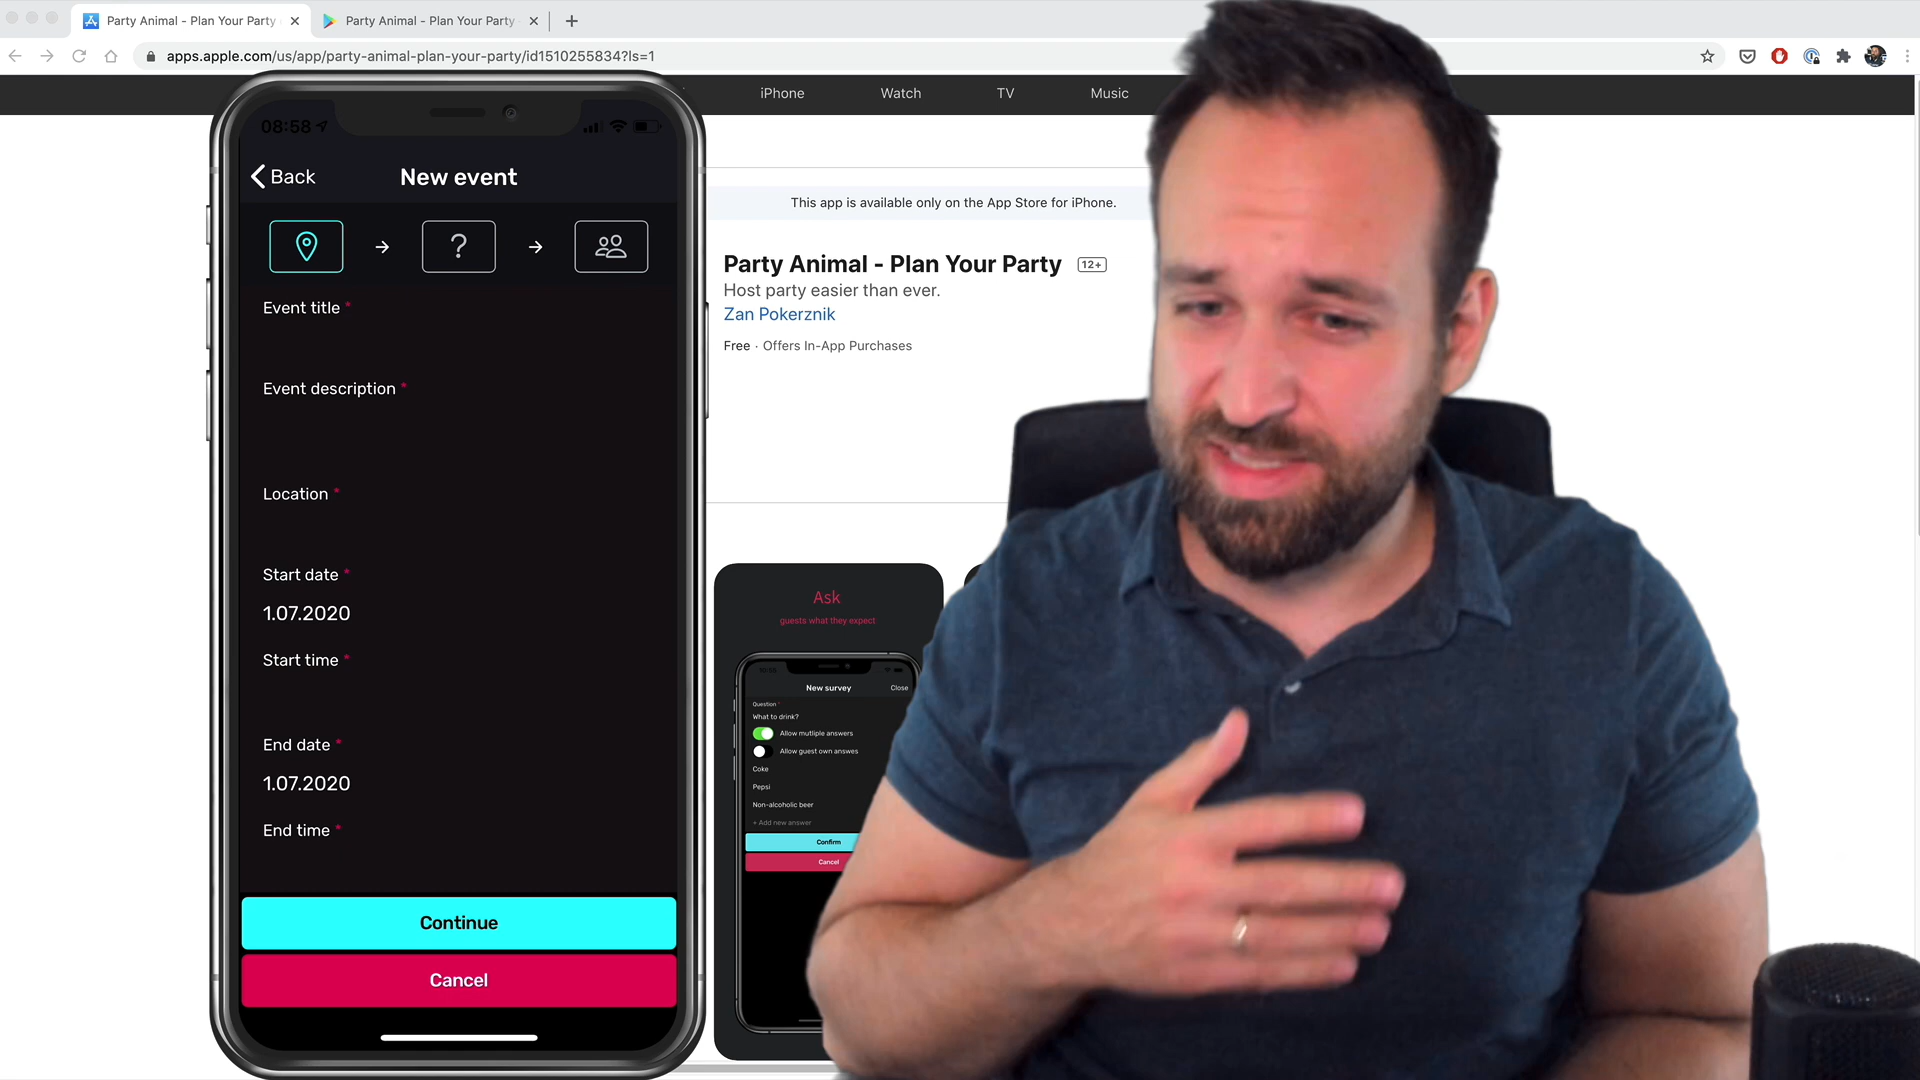 Party Animal - Plan Your Party
Party Animal - Plan Your Party
apps.apple.com/us/app/party-animal-plan-your-party/id1510255834?ls=1
iPhone
Watch
TV
Music
08:58
Back
New event
?
Event title *
Event description *
Location *
Start date *
1.07.2020
Start time *
End date *
1.07.2020
End time *
Continue
Cancel
This app is available only on the App Store for iPhone.
Party Animal - Plan Your Party 12+
Host party easier than ever.
Zan Pokerznik
Free · Offers In-App Purchases
Ask
guests what they expect
New survey
Close
Question *
What to drink?
Allow mutliple answers
Allow guest own answes
Coke
Pepsi
Non-alcoholic beer
+ Add new answer
Confirm
Cancel